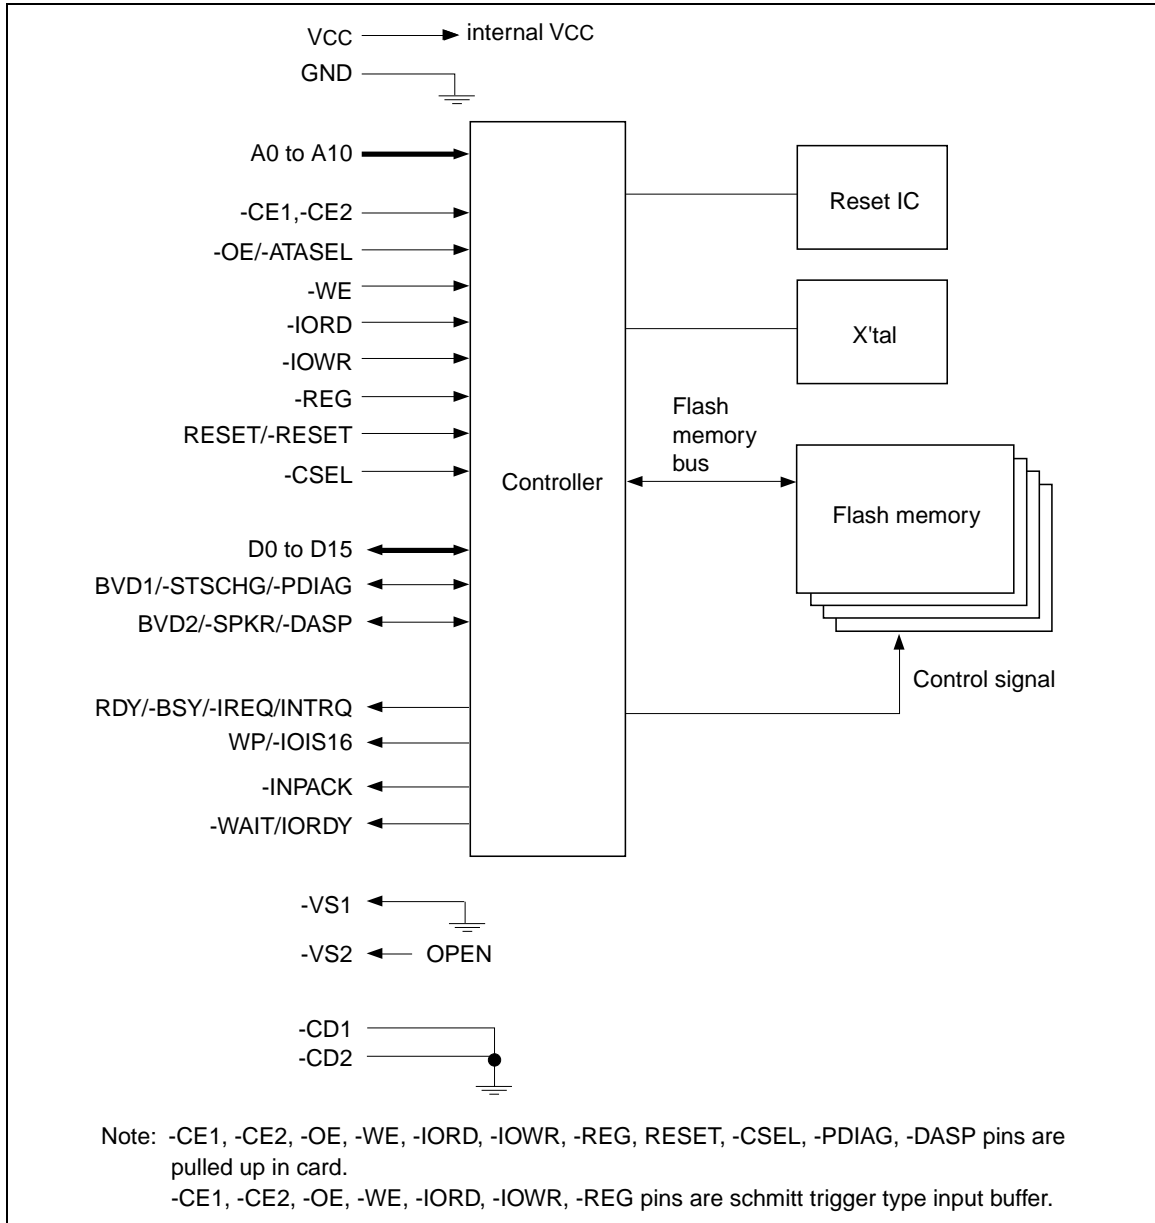 VCC
internal VCC
GND
A0 to A10
-CE1,-CE2
-OE/-ATASEL
-WE
-IORD
-IOWR
-REG
RESET/-RESET
-CSEL
D0 to D15
BVD1/-STSCHG/-PDIAG
BVD2/-SPKR/-DASP
RDY/-BSY/-IREQ/INTRQ
WP/-IOIS16
-INPACK
-WAIT/IORDY
Controller
Reset IC
X'tal
Flash
memory
bus
Flash memory
Control signal
-VS1
-VS2
OPEN
-CD1
-CD2
Note: -CE1, -CE2, -OE, -WE, -IORD, -IOWR, -REG, RESET, -CSEL, -PDIAG, -DASP pins are
pulled up in card.
-CE1, -CE2, -OE, -WE, -IORD, -IOWR, -REG pins are schmitt trigger type input buffer.